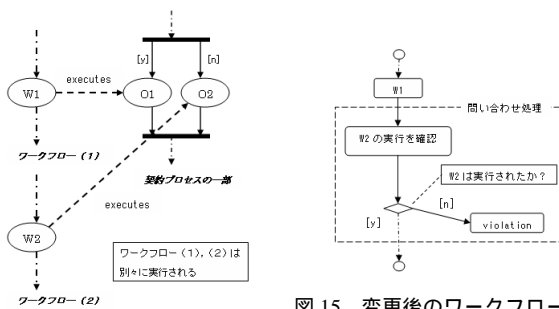 W1
executes
[y]
[n]
O1
O2
ワークフロー (1)
契約プロセスの一部
executes
W2
ワークフロー (1), (2) は
別々に実行される
ワークフロー (2)
W1
問い合わせ処理
W2 の実行を確認
W2は実行されたか？
[y]
[n]
violation
図 15 変更後のワークフロー